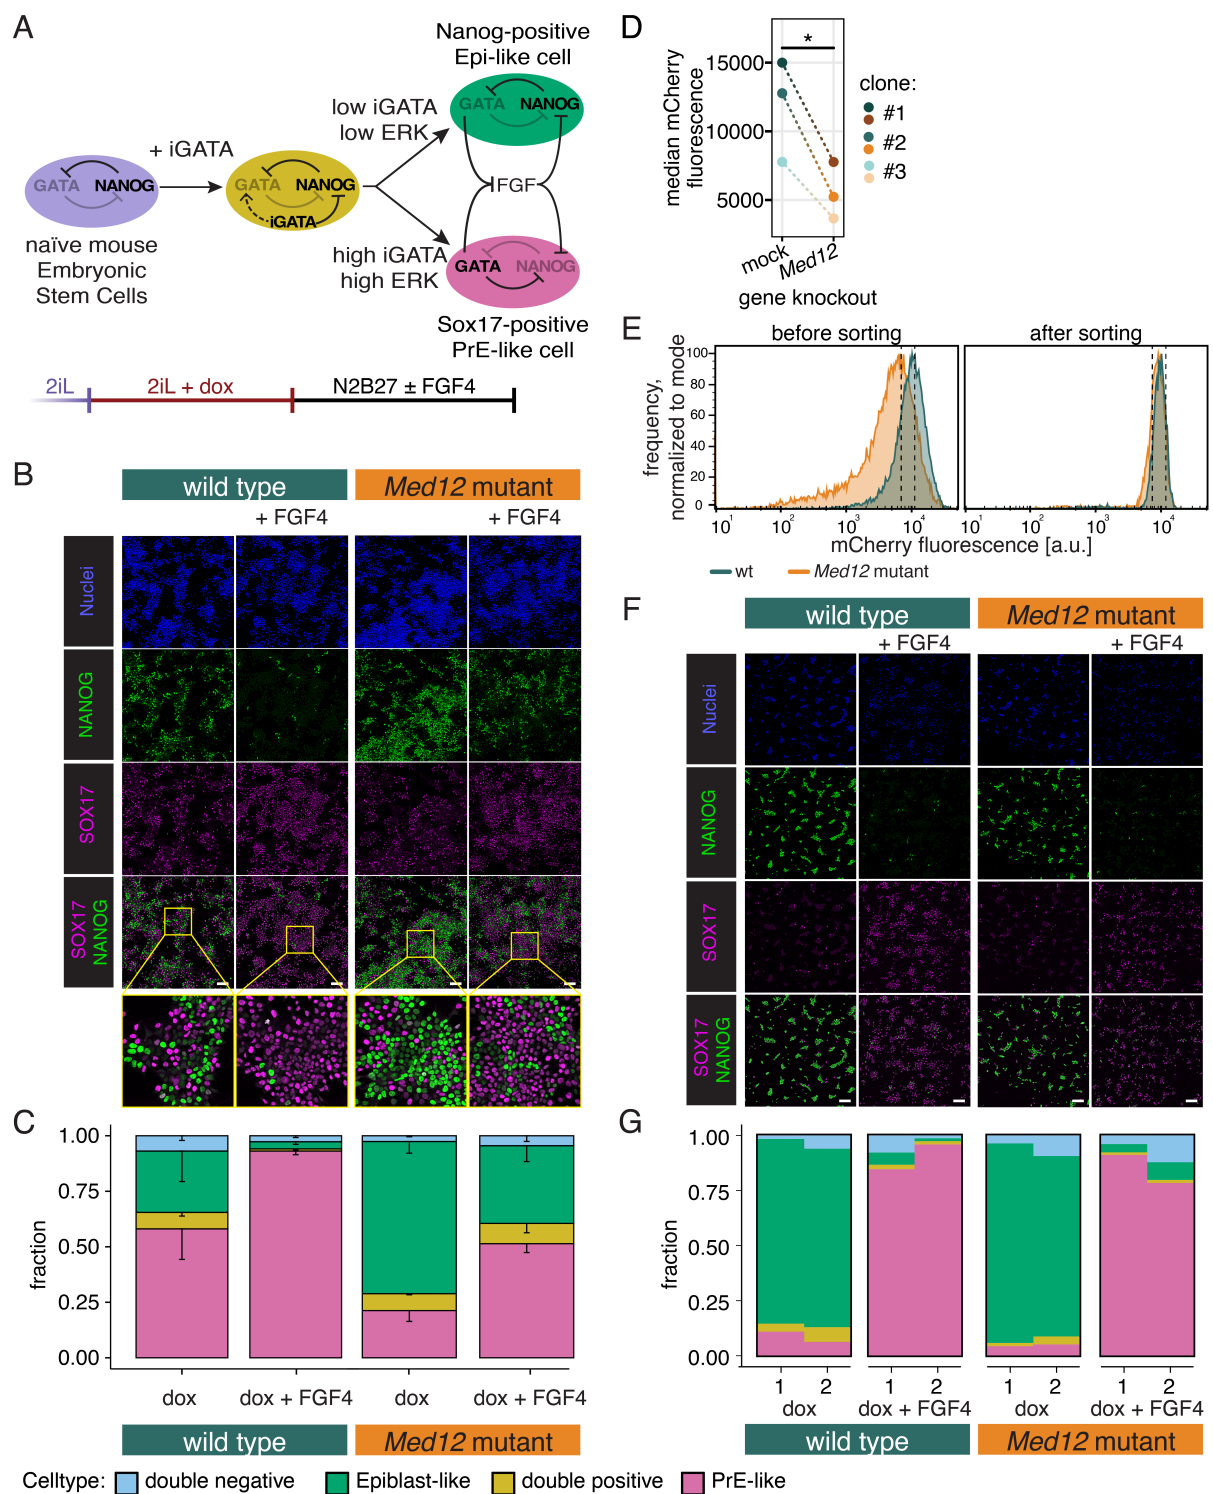 A
Nanog-positive
Epi-like cell
GATA NANOG
low iGATA
low ERK
+ iGATA
GATA NANOG
GATA NANOG
iGATA
FGF
naïve mouse
Embryonic
Stem Cells
high iGATA
high ERK
GATA NANOG
Sox17-positive
PrE-like cell
2iL
2iL + dox
N2B27 ± FGF4
B
wild type
Med12 mutant
+ FGF4
+ FGF4
Nuclei
NANOG
SOX17
SOX17
NANOG
C
1.00
0.75
0.50
0.25
0.00
fraction
dox
dox + FGF4
dox
dox + FGF4
wild type
Med12 mutant
Celltype:
double negative
Epiblast-like
double positive
PrE-like
D
*
median mCherry
fluorescence
15000
10000
5000
mock
Med12
gene knockout
clone:
#1
#2
#3
E
before sorting
after sorting
frequency,
normalized to mode
100
80
60
40
20
0
10¹ 10² 10³ 10⁴
10¹ 10² 10³ 10⁴
mCherry fluorescence [a.u.]
wt
Med12 mutant
F
wild type
Med12 mutant
+ FGF4
+ FGF4
Nuclei
NANOG
SOX17
SOX17
NANOG
G
1.00
0.75
0.50
0.25
0.00
fraction
1 2
1 2
1 2
1 2
dox
dox + FGF4
dox
dox + FGF4
wild type
Med12 mutant